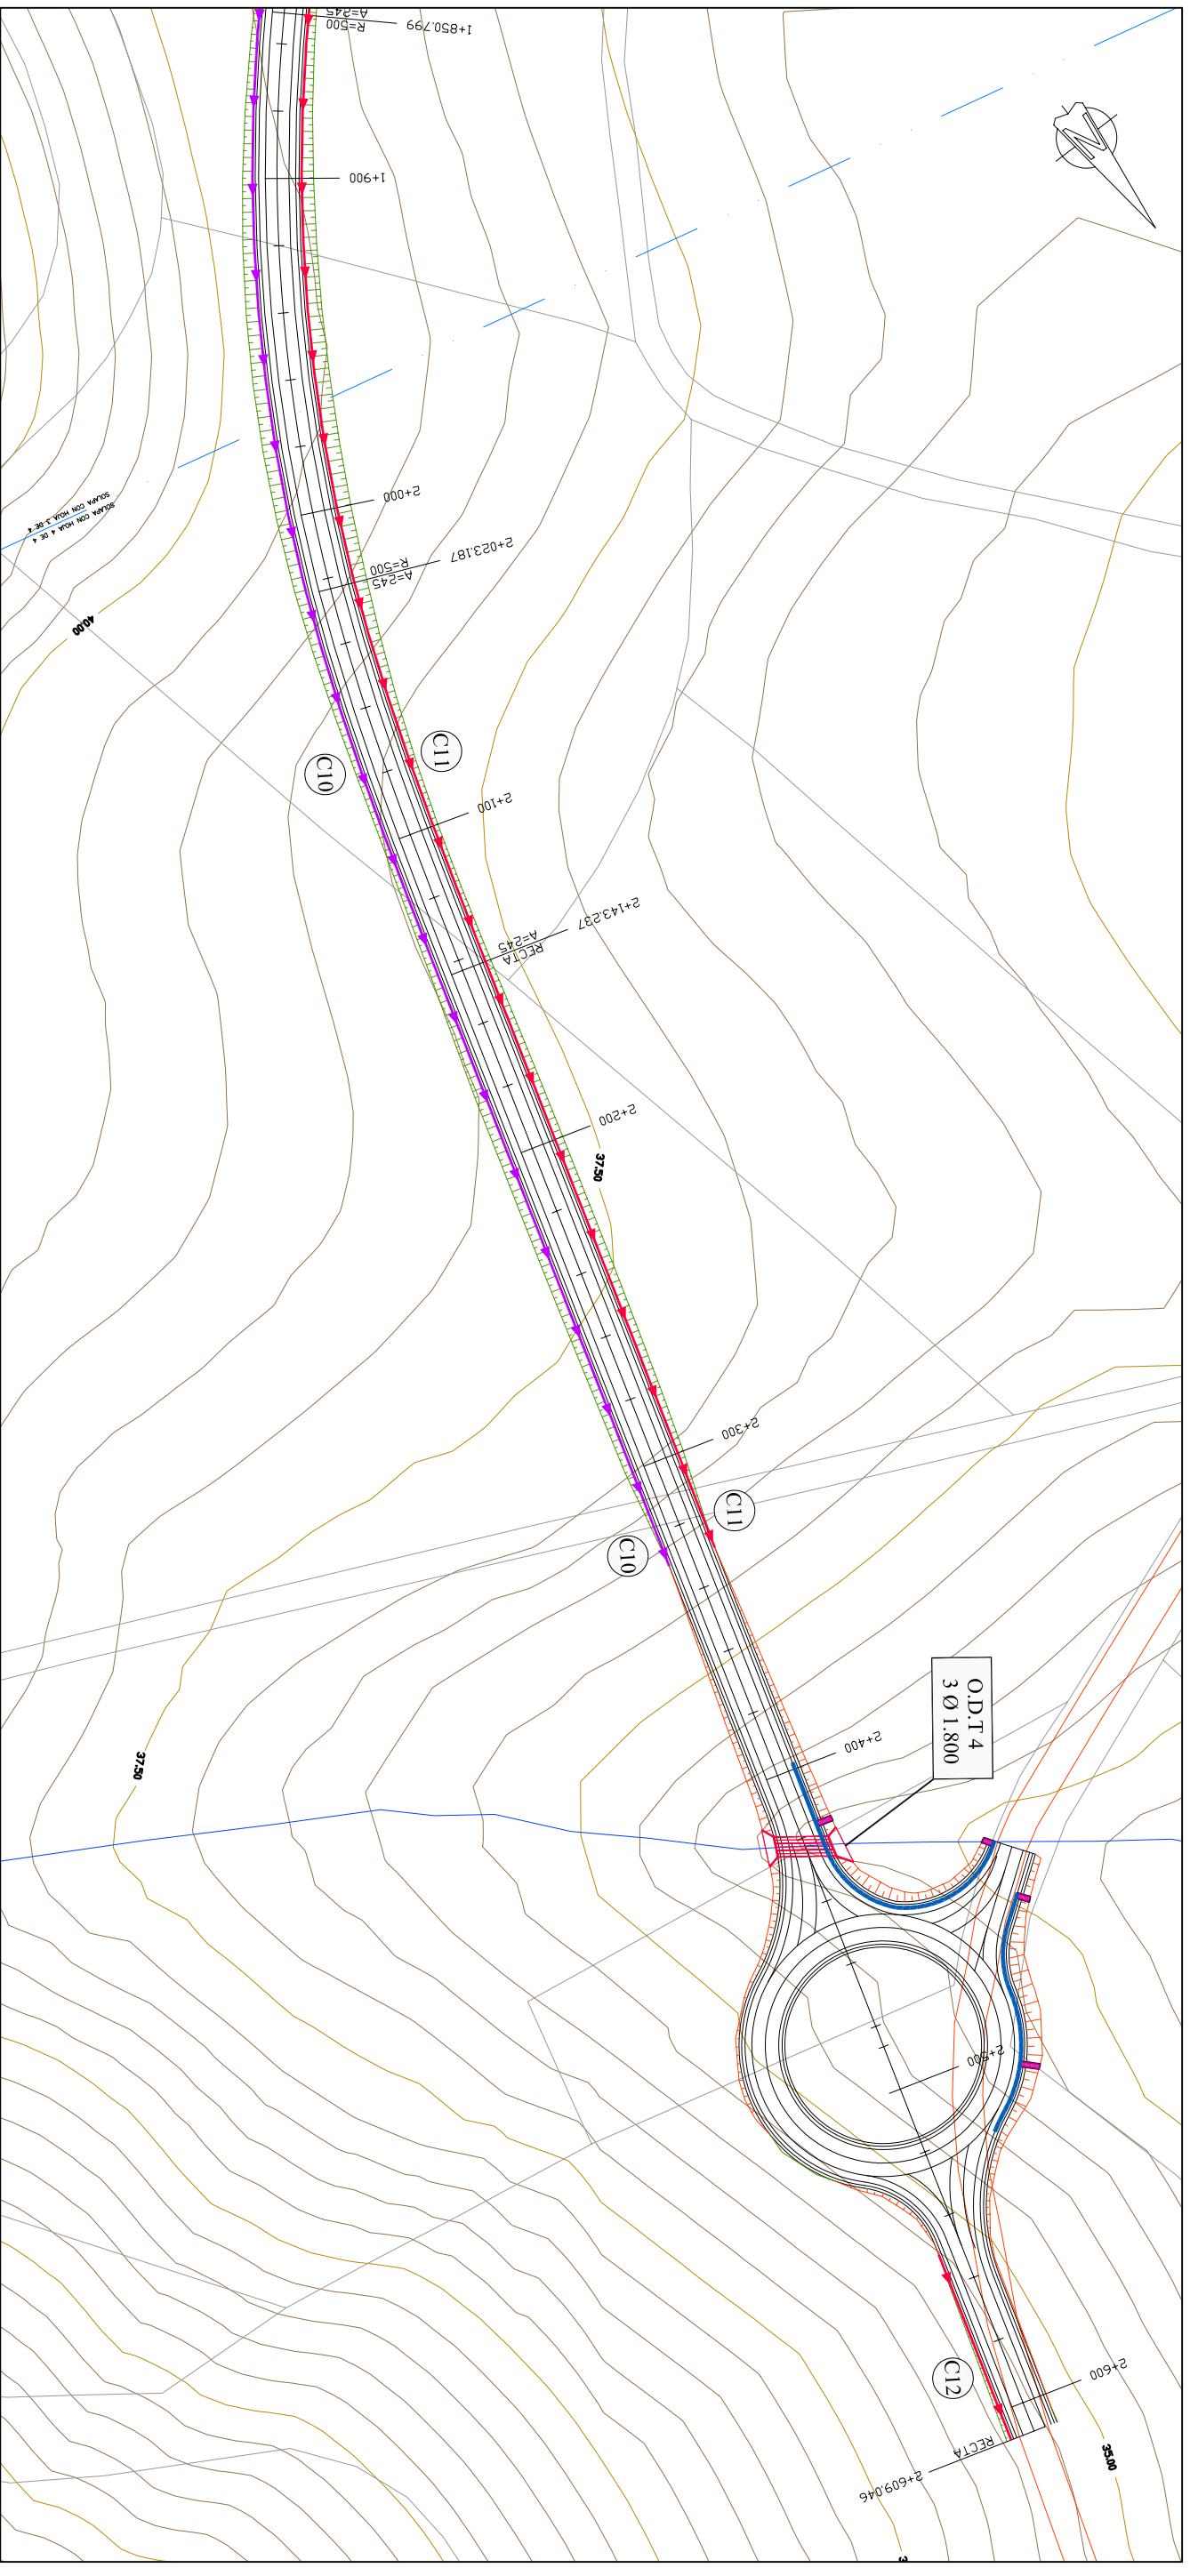 A=245
R=500
1+850.799
1+900
N
2+000
SOLAPA CON HOJA 3 DE 4
SOLAPA CON HOJA 4 DE 4
2+023.187
R=500
A=245
40.00
C11
C10
2+100
2+143.237
A=245
RECTA
2+200
37.50
2+300
C11
C10
O.D.T 4
3 Ø 1.800
2+400
37.50
2+500
2+600
C12
RECTA
2+609.046
35.00